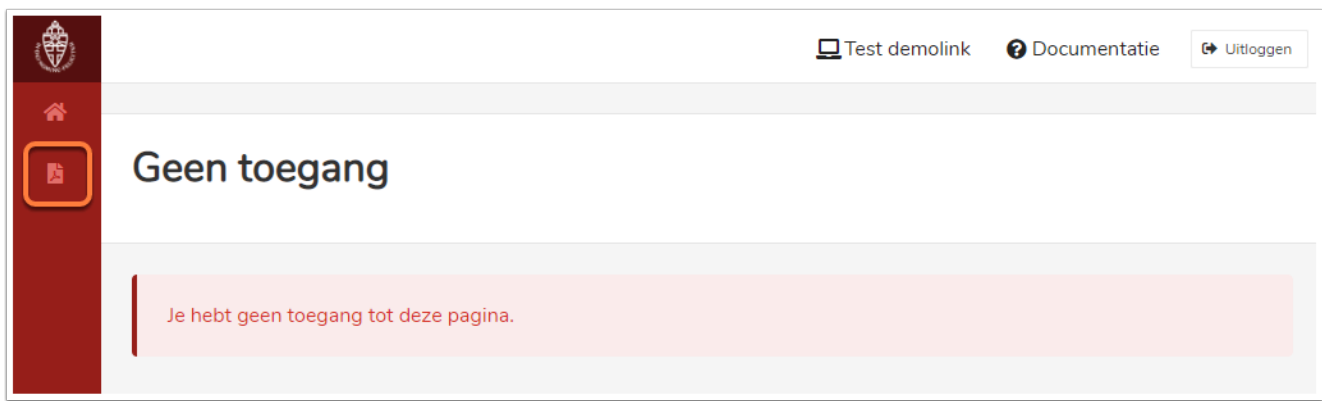 Test demolink Documentatie Uitloggen
Geen toegang
Je hebt geen toegang tot deze pagina.